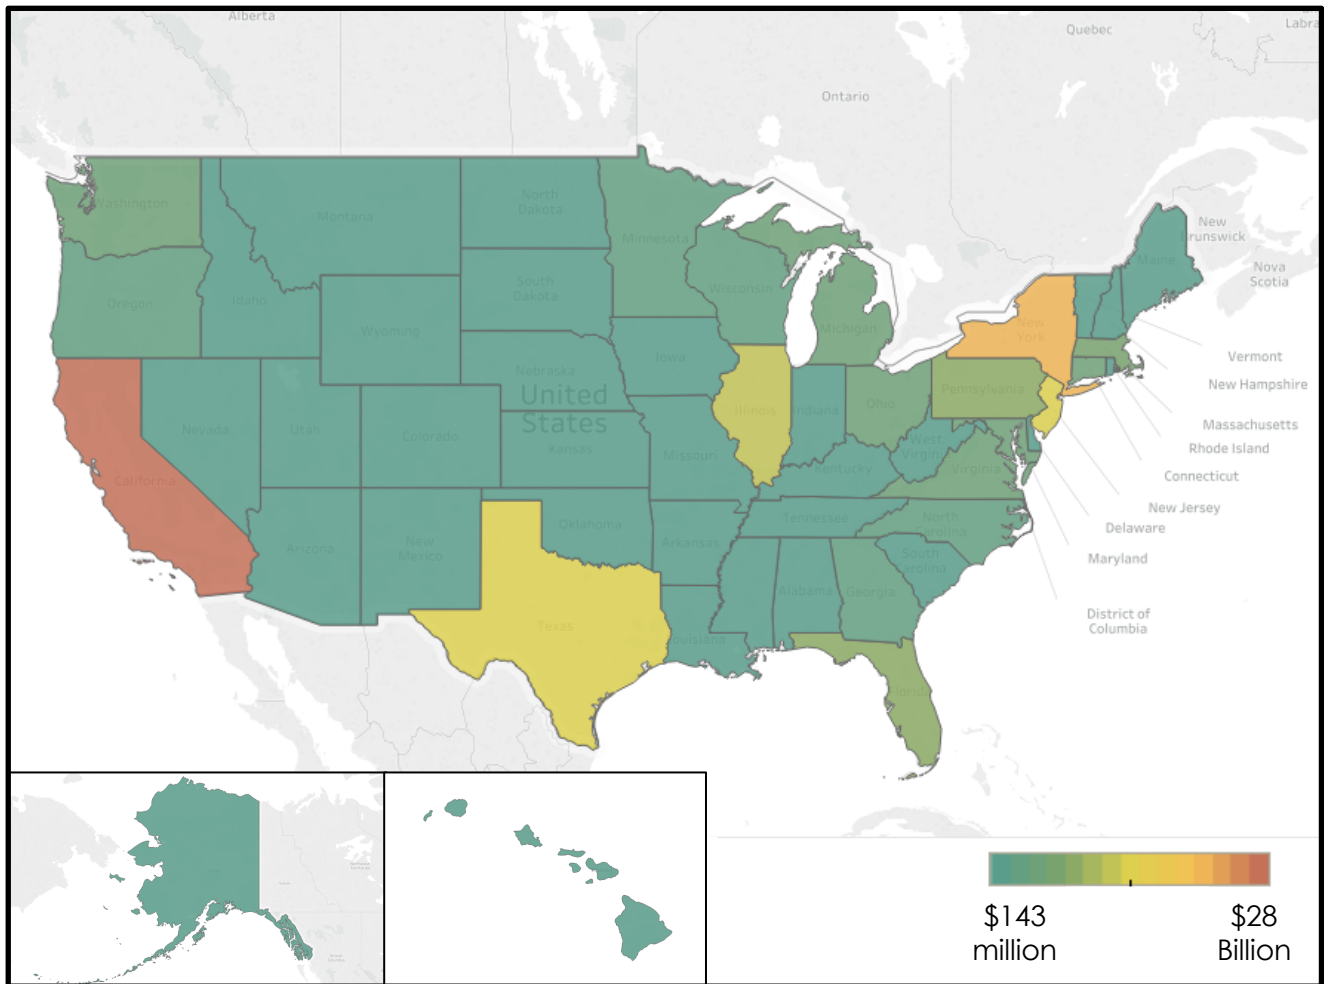 Alberta
Quebec
Labra
Ontario
Washington
Montana
North
Dakota
Minnesota
New
Brunswick
Nova
Scotia
Maine
Oregon
Idaho
South
Dakota
Wisconsin
Michigan
Wyoming
New
York
Vermont
New Hampshire
Massachusetts
Rhode Island
Connecticut
New Jersey
Delaware
Maryland
District of
Columbia
Iowa
Nebraska
United
States
Pennsylvania
Illinois
Indiana
Ohio
Nevada
Utah
Colorado
Kansas
Missouri
West
Virginia
Virginia
Kentucky
California
Arizona
New
Mexico
Oklahoma
Arkansas
Tennessee
North
Carolina
South
Carolina
Alabama
Georgia
Texas
Louisiana
Florida
$143
million
$28
Billion